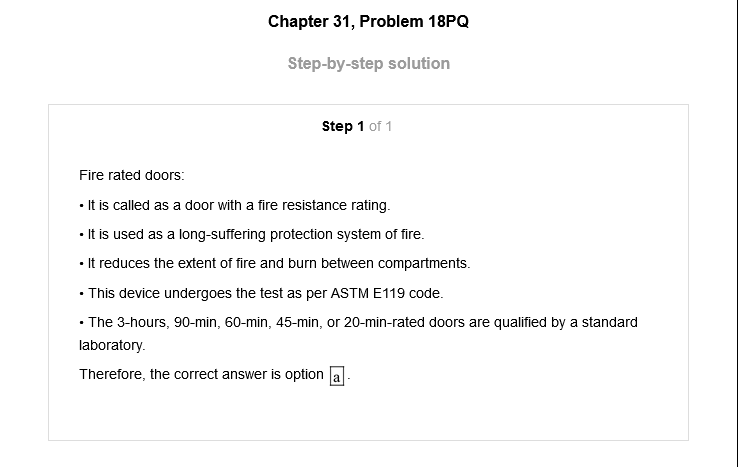 Chapter 31, Problem 18PQ
Step-by-step solution
Step 1 of 1
Fire rated doors:
• It is called as a door with a fire resistance rating.
• It is used as a long-suffering protection system of fire.
• It reduces the extent of fire and burn between compartments.
• This device undergoes the test as per ASTM E119 code.
• The 3-hours, 90-min, 60-min, 45-min, or 20-min-rated doors are qualified by a standard
laboratory.
Therefore, the correct answer is option a.